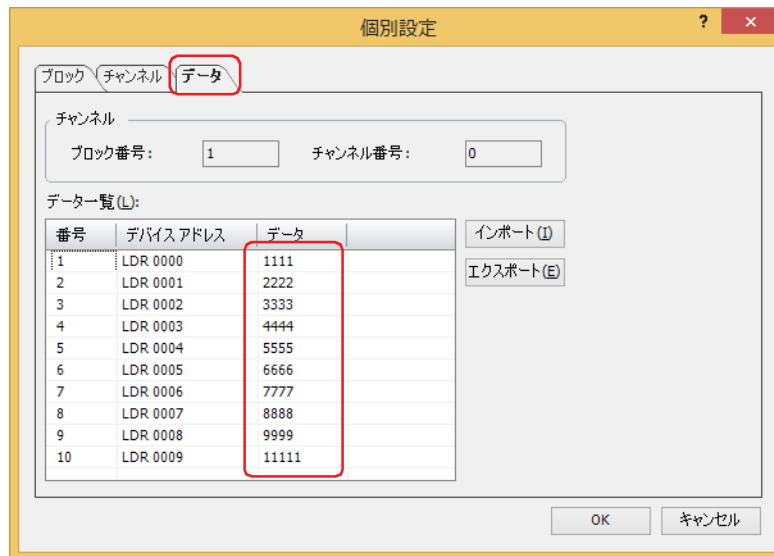 個別設定
? ×
ブロック チャンネル データ
チャンネル
ブロック番号: 1 チャンネル番号: 0
データ一覧(L):
番号 デバイス アドレス データ
1 LDR 0000 1111
2 LDR 0001 2222
3 LDR 0002 3333
4 LDR 0003 4444
5 LDR 0004 5555
6 LDR 0005 6666
7 LDR 0006 7777
8 LDR 0007 8888
9 LDR 0008 9999
10 LDR 0009 11111
インポート(I)
エクスポート(E)
OK キャンセル